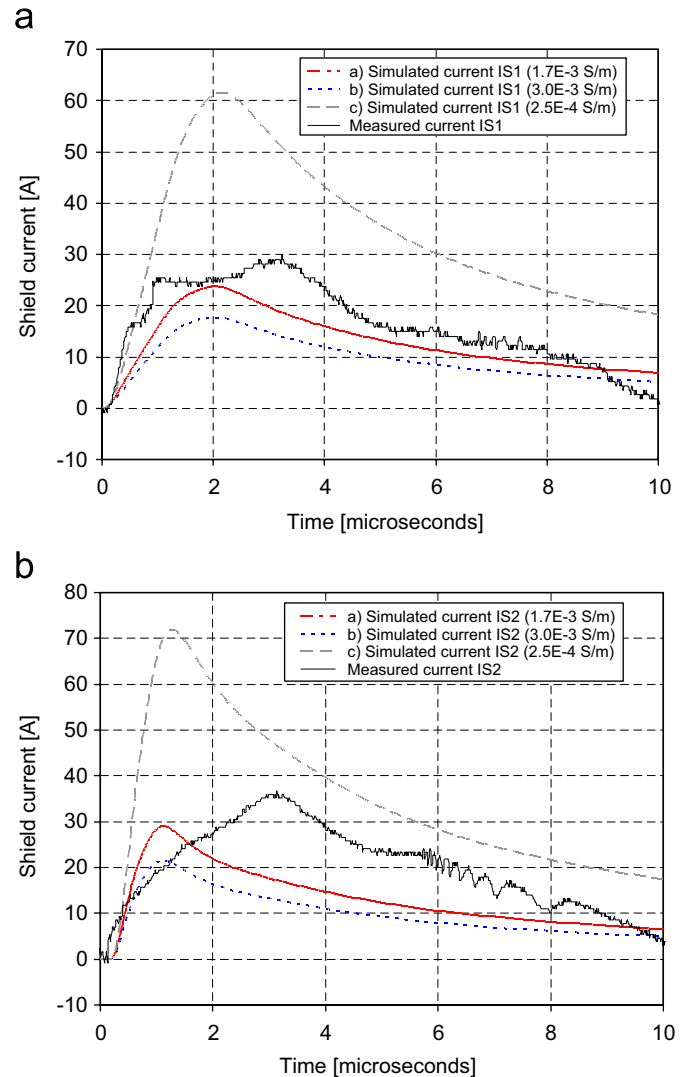 a
70
60
50
40
30
20
10
0
-10
Shield current [A]
a) Simulated current IS1 (1.7E-3 S/m)
b) Simulated current IS1 (3.0E-3 S/m)
c) Simulated current IS1 (2.5E-4 S/m)
Measured current IS1
0 2 4 6 8 10
Time [microseconds]
b
80
70
60
50
40
30
20
10
0
-10
Shield current [A]
a) Simulated current IS2 (1.7E-3 S/m)
b) Simulated current IS2 (3.0E-3 S/m)
c) Simulated current IS2 (2.5E-4 S/m)
Measured current IS2
0 2 4 6 8 10
Time [microseconds]